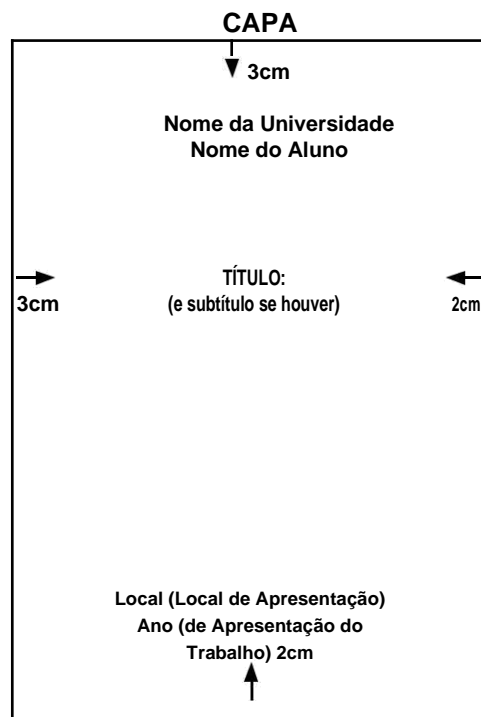 CAPA
3cm
Nome da Universidade
Nome do Aluno
TÍTULO:
3cm
(e subtítulo se houver)
2cm
Local (Local de Apresentação)
Ano (de Apresentação do
Trabalho) 2cm